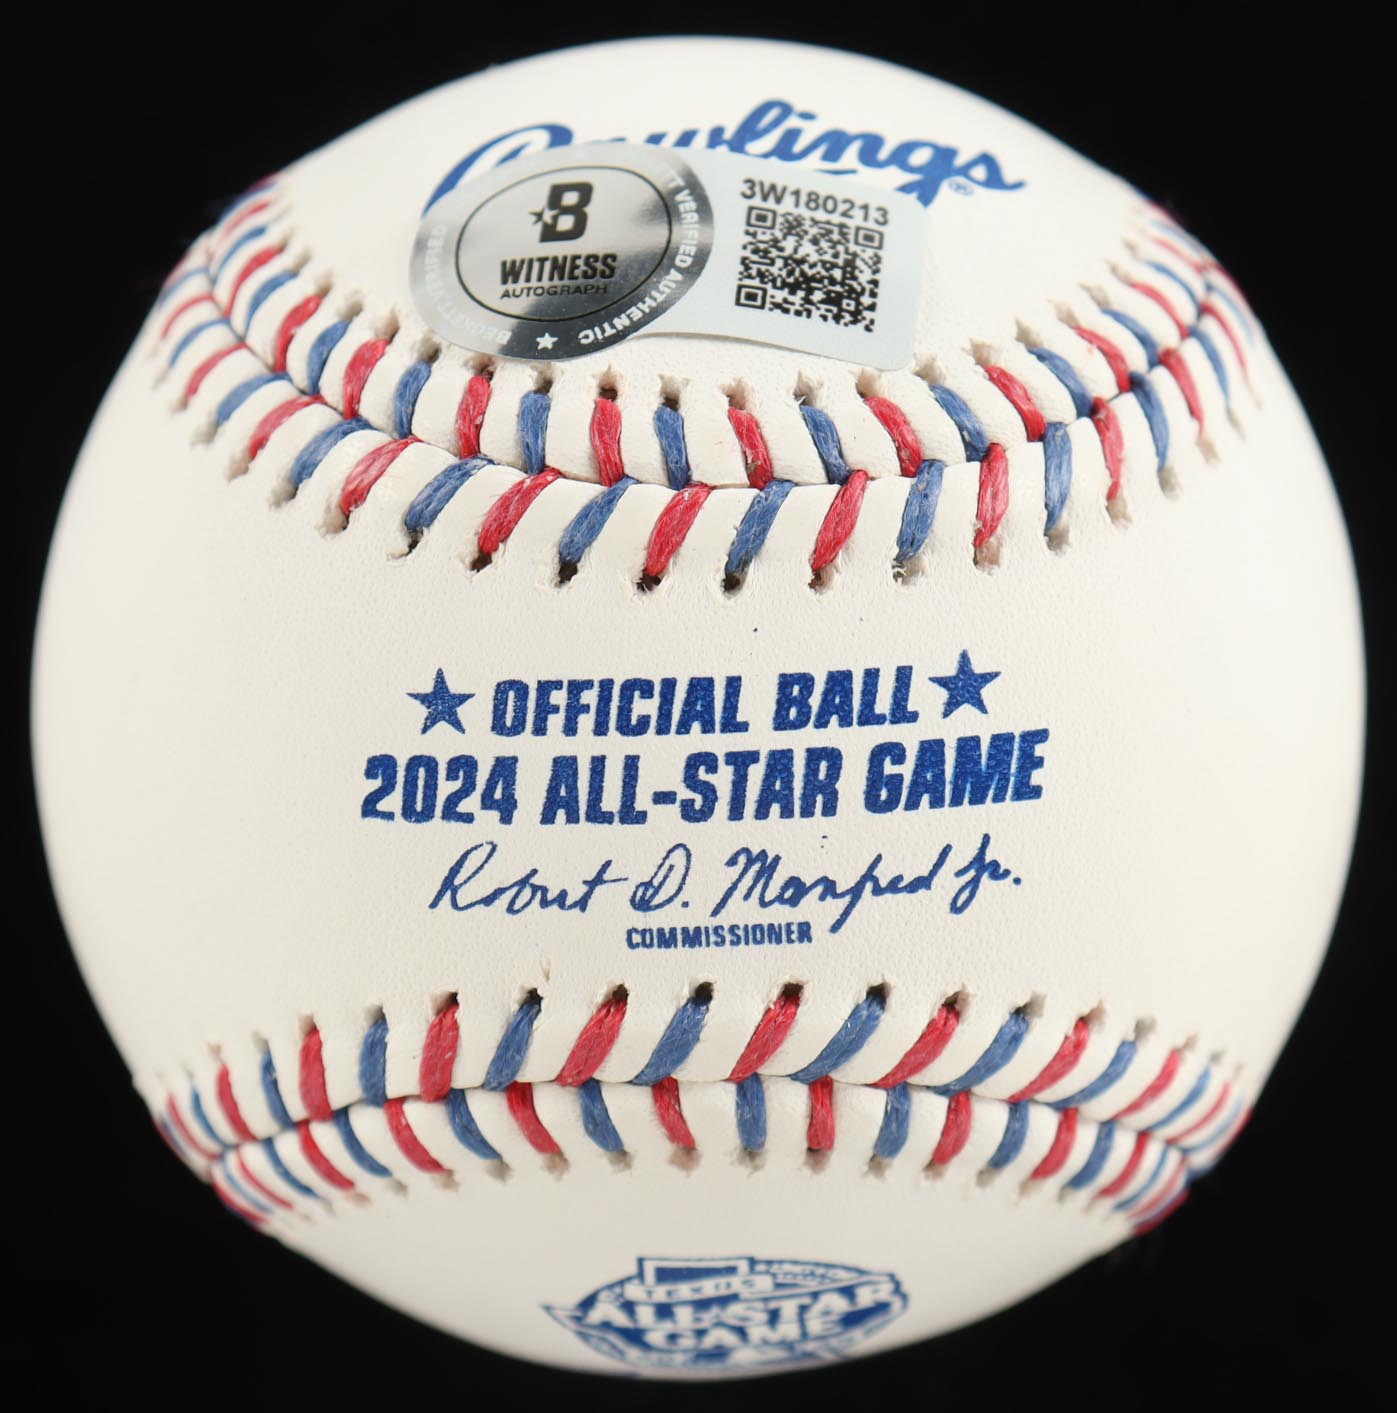 Rawlings®
B
WITNESS
AUTOGRAPH
BECKETT VERIFIED AUTHENTIC ★
3W180213
★ OFFICIAL BALL ★
2024 ALL-STAR GAME
Robert D. Manfred Jr.
COMMISSIONER
TEXAS
ALL-STAR
GAME